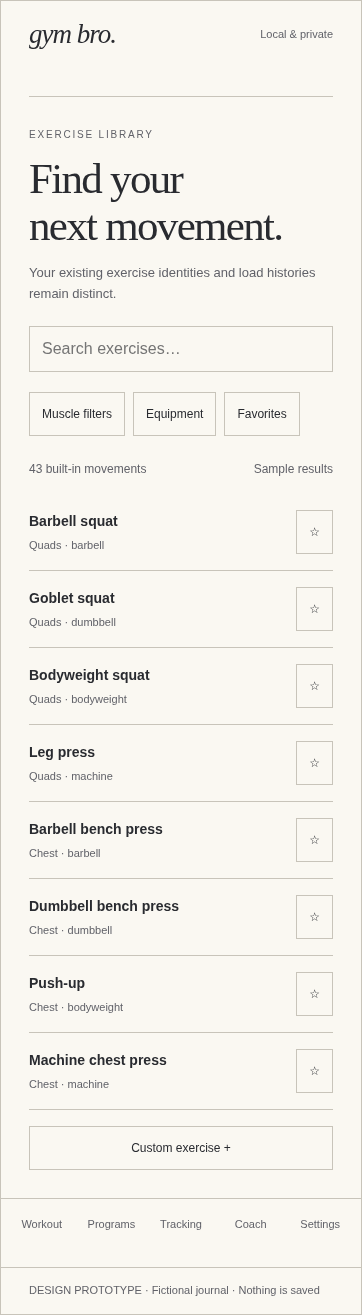 gym bro.
Local & private
EXERCISE LIBRARY
Find your
next movement.
Your existing exercise identities and load histories
remain distinct.
Search exercises…
Muscle filters
Equipment
Favorites
43 built-in movements
Sample results
Barbell squat
Quads · barbell
Goblet squat
Quads · dumbbell
Bodyweight squat
Quads · bodyweight
Leg press
Quads · machine
Barbell bench press
Chest · barbell
Dumbbell bench press
Chest · dumbbell
Push-up
Chest · bodyweight
Machine chest press
Chest · machine
Custom exercise +
Workout
Programs
Tracking
Coach
Settings
DESIGN PROTOTYPE · Fictional journal · Nothing is saved